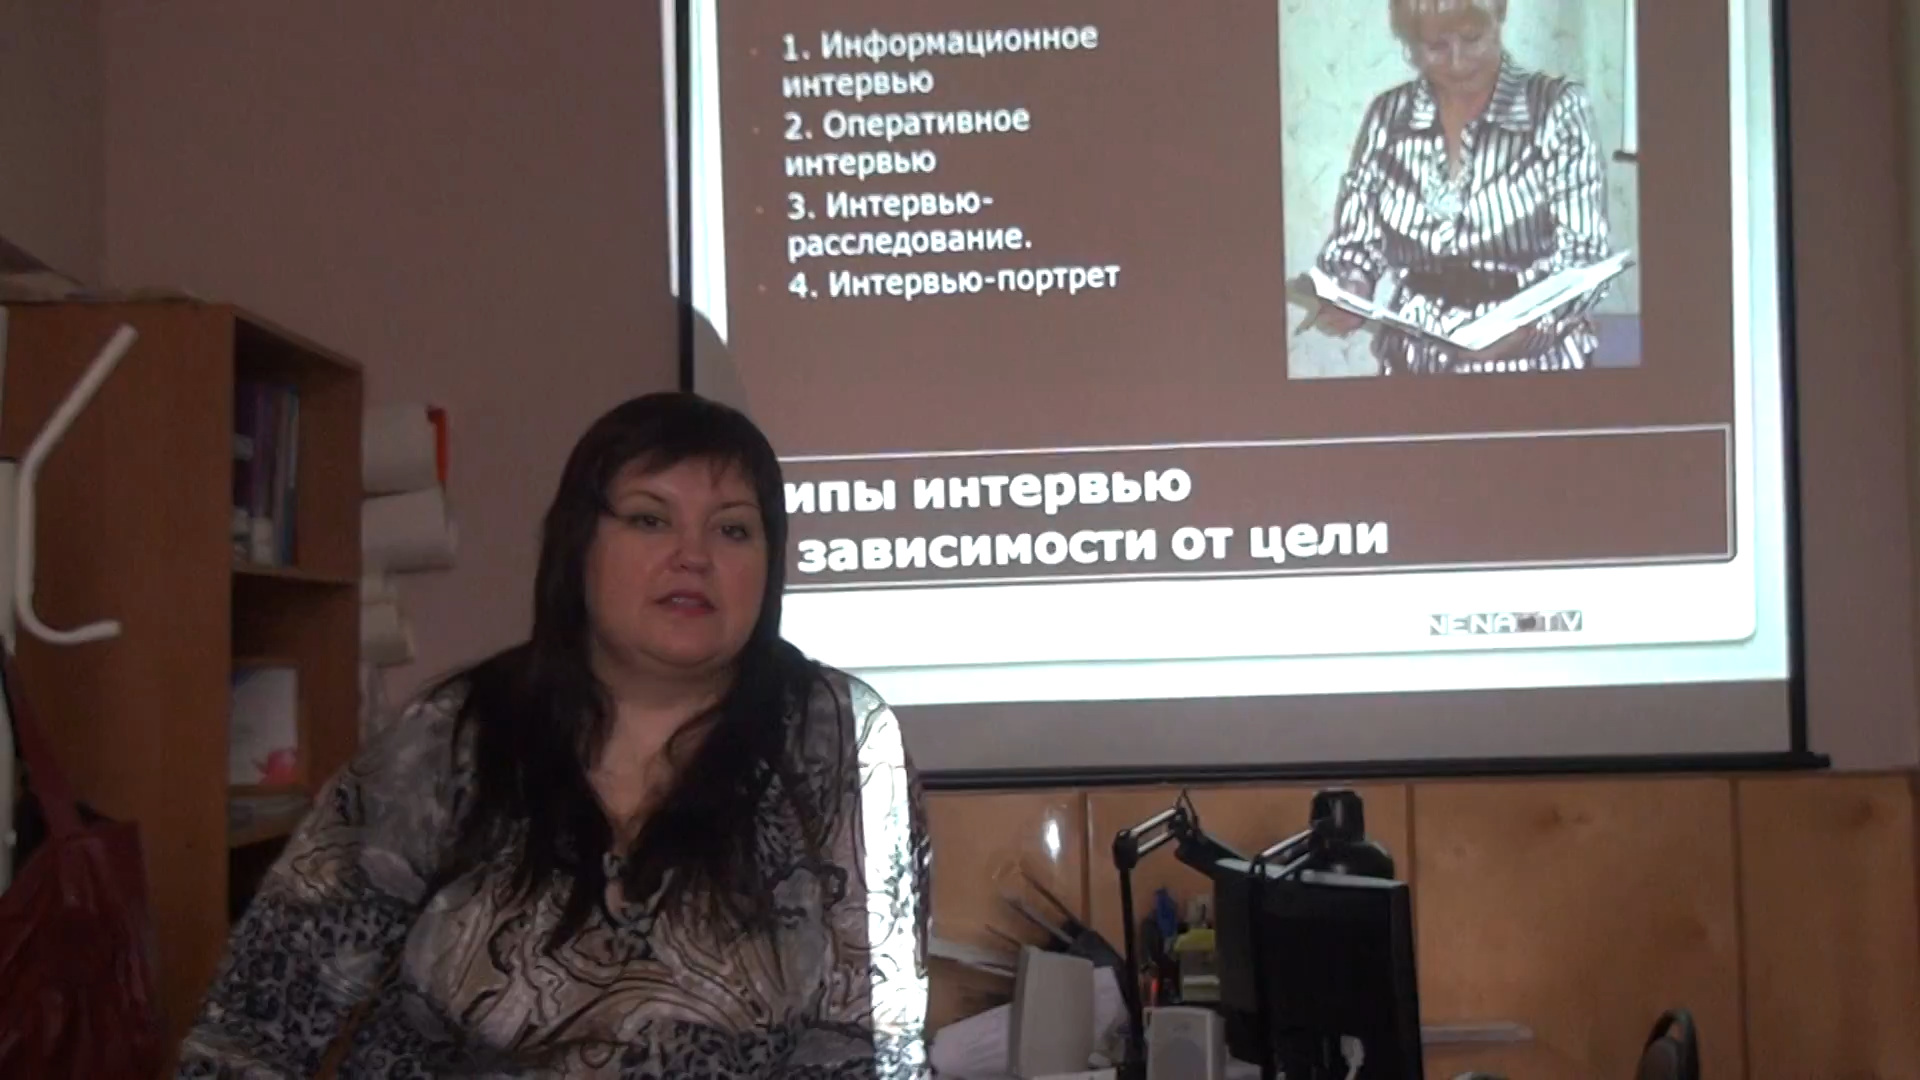 1. Информационное
интервью
2. Оперативное
интервью
3. Интервью-
расследование.
4. Интервью-портрет
ипы интервью
зависимости от цели
NENA TV